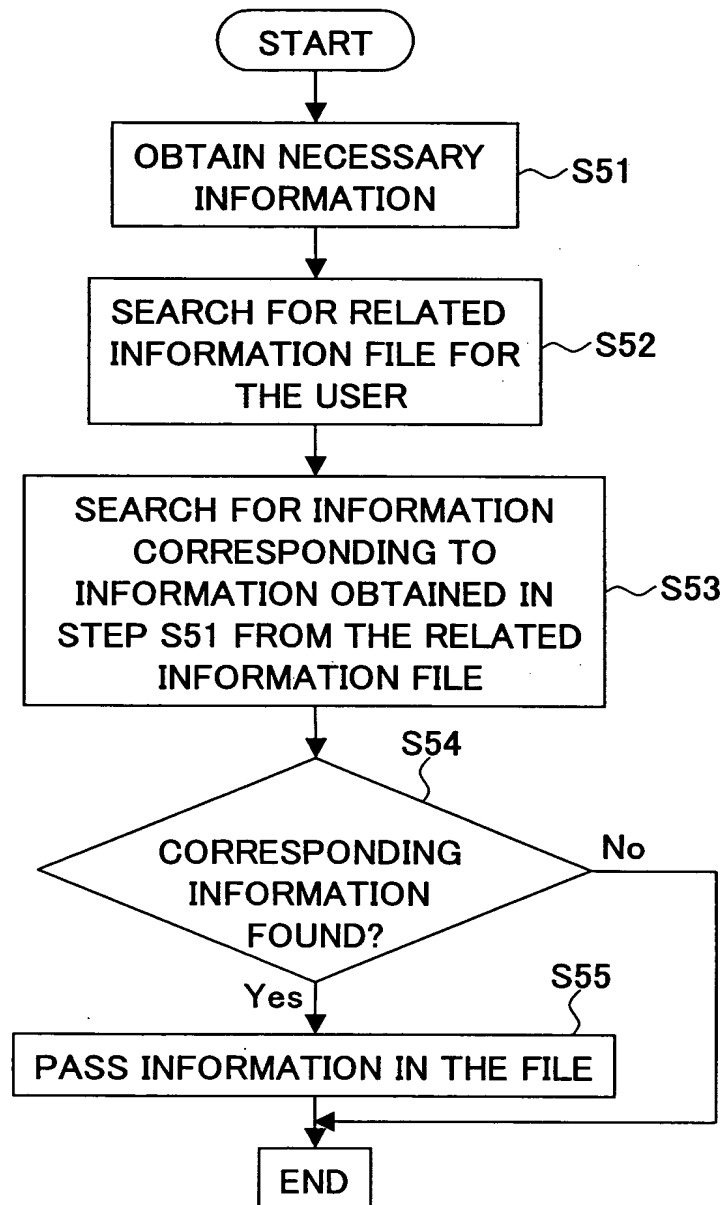 START
OBTAIN NECESSARY
INFORMATION
S51
SEARCH FOR RELATED
INFORMATION FILE FOR
THE USER
S52
SEARCH FOR INFORMATION
CORRESPONDING TO
INFORMATION OBTAINED IN
STEP S51 FROM THE RELATED
INFORMATION FILE
S53
S54
CORRESPONDING
INFORMATION
FOUND?
No
Yes
S55
PASS INFORMATION IN THE FILE
END